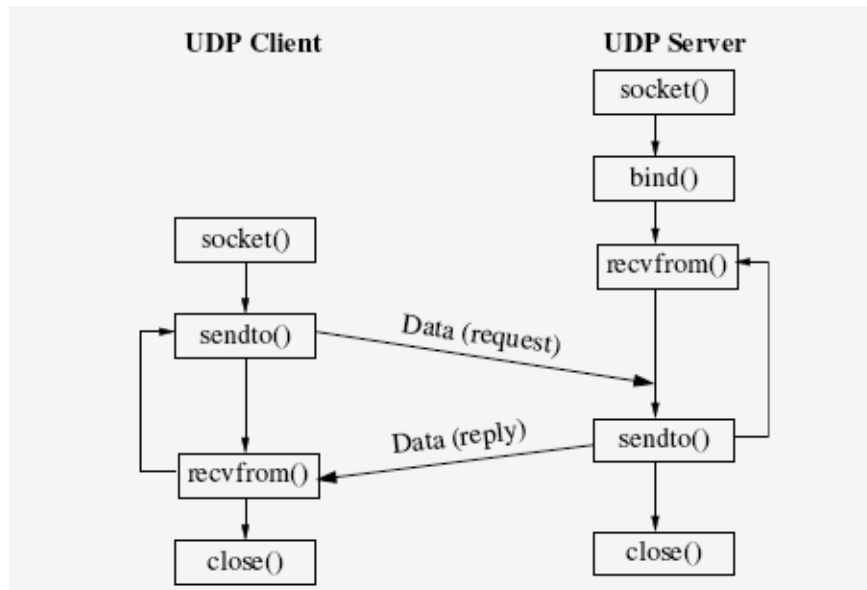 UDP Client
UDP Server
socket()
bind()
socket()
recvfrom()
sendto()
Data (request)
Data (reply)
sendto()
recvfrom()
close()
close()